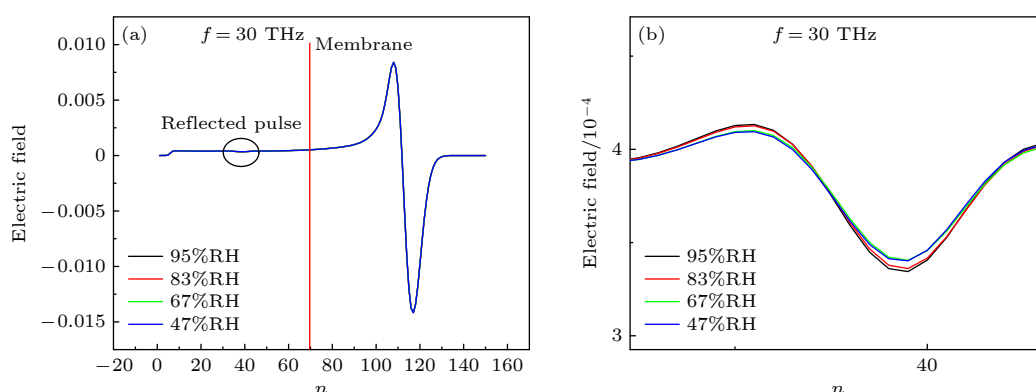 (a)
f = 30 THz
Membrane
Reflected pulse
Electric field
0.010
0.005
0
−0.005
−0.010
−0.015
95%RH
83%RH
67%RH
47%RH
−20 0 20 40 60 80 100 120 140 160
n
(b)
f = 30 THz
Electric field/10−4
4
3
95%RH
83%RH
67%RH
47%RH
40
n